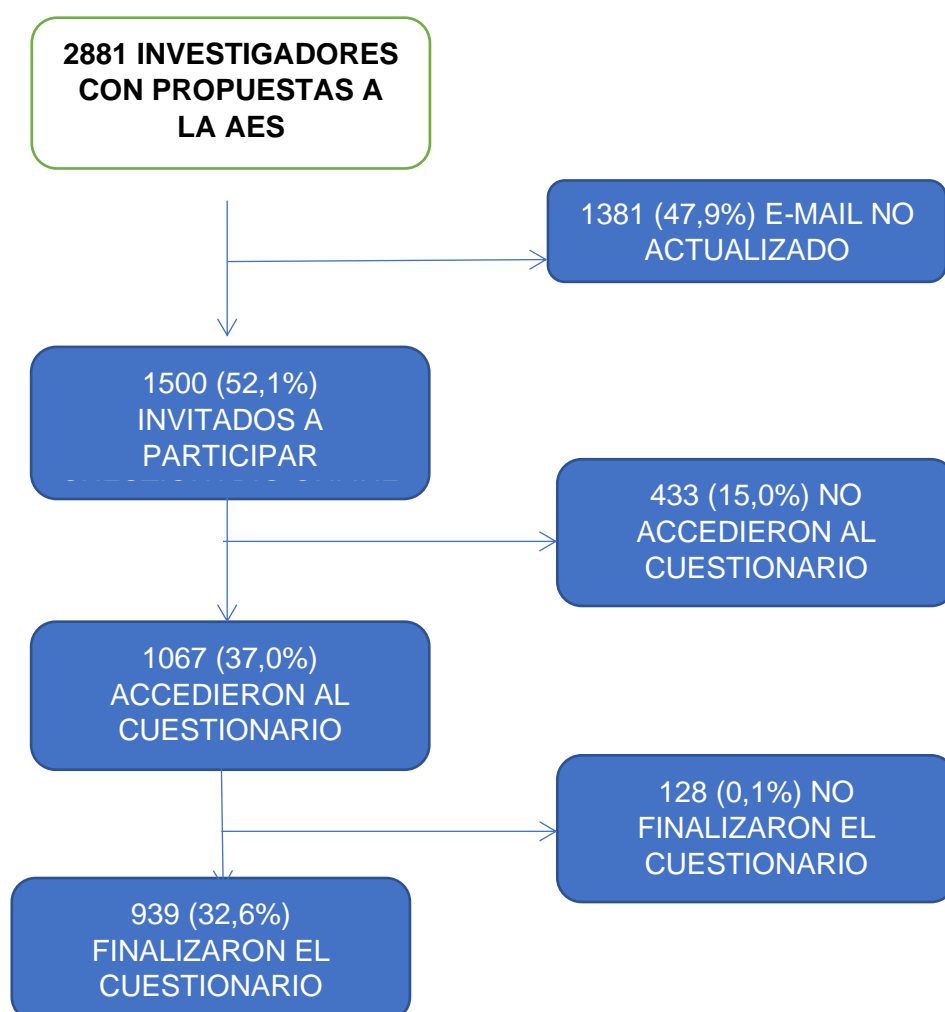 2881 INVESTIGADORES
CON PROPUESTAS A
LA AES
1381 (47,9%) E-MAIL NO
ACTUALIZADO
1500 (52,1%)
INVITADOS A
PARTICIPAR
433 (15,0%) NO
ACCEDIERON AL
CUESTIONARIO
1067 (37,0%)
ACCEDIERON AL
CUESTIONARIO
128 (0,1%) NO
FINALIZARON EL
CUESTIONARIO
939 (32,6%)
FINALIZARON EL
CUESTIONARIO